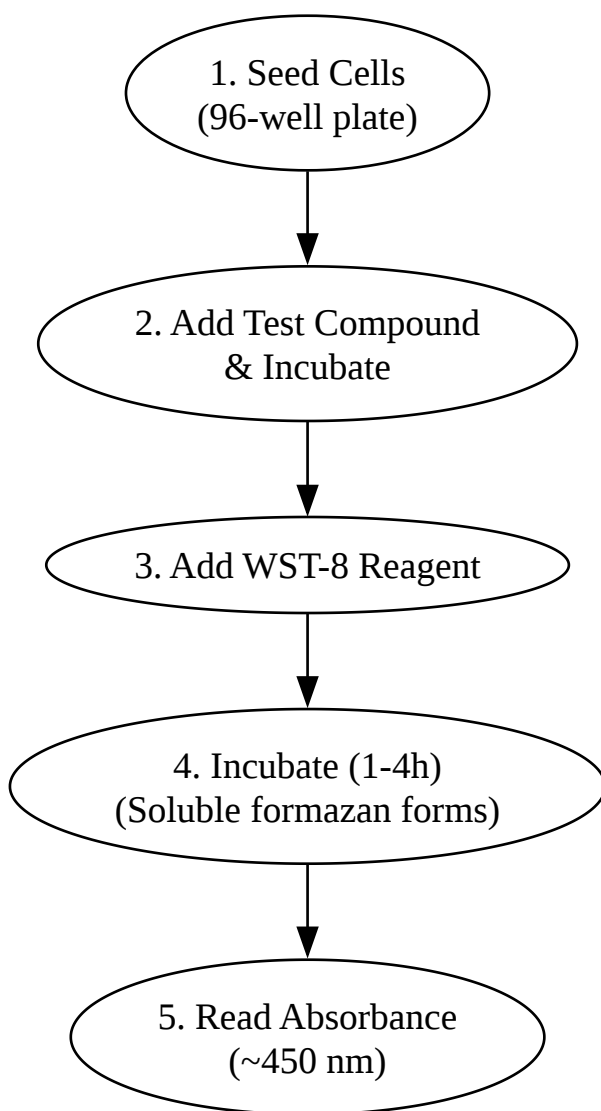 1. Seed Cells
(96-well plate)
2. Add Test Compound
& Incubate
3. Add WST-8 Reagent
4. Incubate (1-4h)
(Soluble formazan forms)
5. Read Absorbance
(~450 nm)